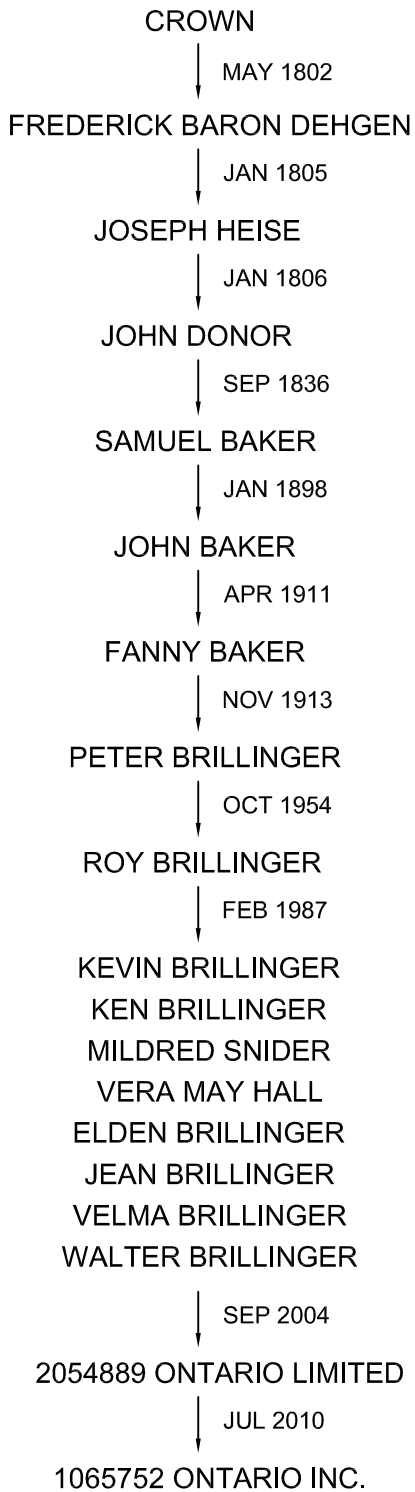 CROWN
MAY 1802
FREDERICK BARON DEHGEN
JAN 1805
JOSEPH HEISE
JAN 1806
JOHN DONOR
SEP 1836
SAMUEL BAKER
JAN 1898
JOHN BAKER
APR 1911
FANNY BAKER
NOV 1913
PETER BRILLINGER
OCT 1954
ROY BRILLINGER
FEB 1987
KEVIN BRILLINGER
KEN BRILLINGER
MILDRED SNIDER
VERA MAY HALL
ELDEN BRILLINGER
JEAN BRILLINGER
VELMA BRILLINGER
WALTER BRILLINGER
SEP 2004
2054889 ONTARIO LIMITED
JUL 2010
1065752 ONTARIO INC.